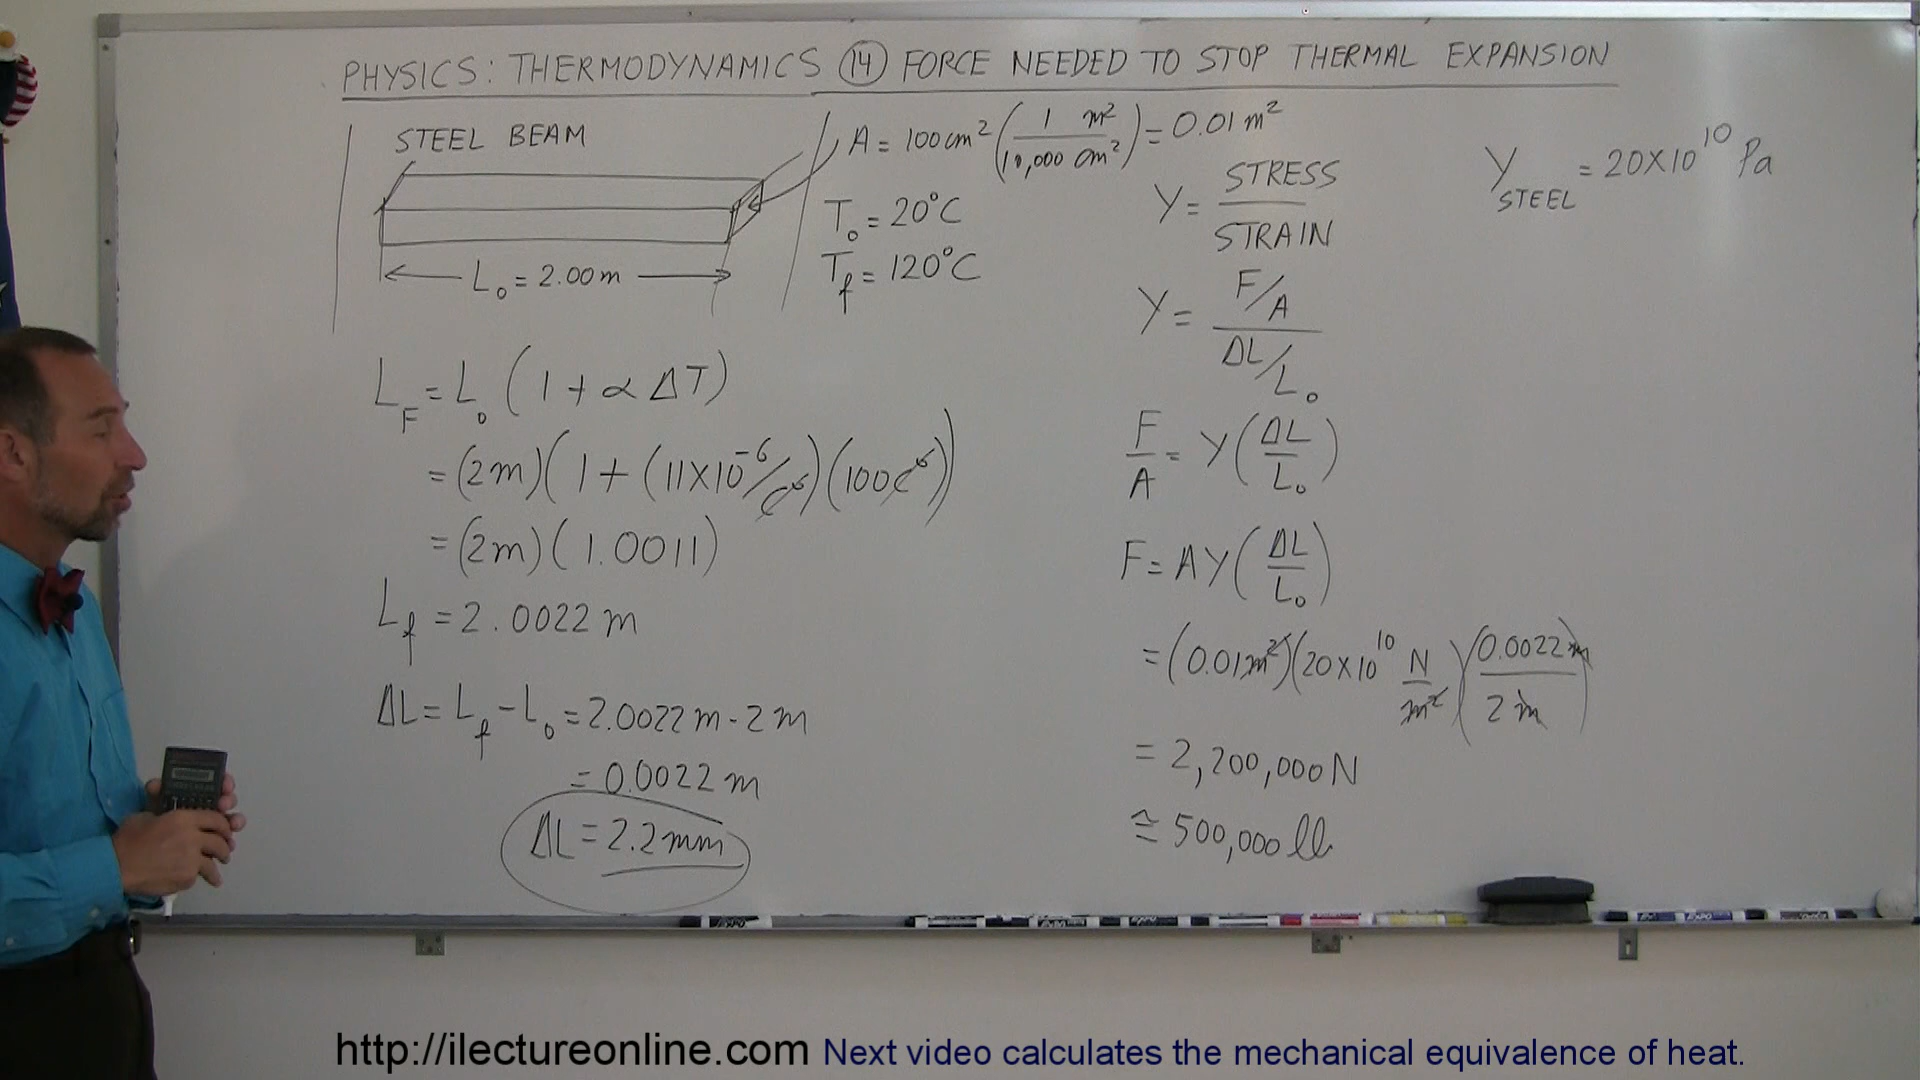 PHYSICS: THERMODYNAMICS (14) FORCE NEEDED TO STOP THERMAL EXPANSION
STEEL BEAM
L₀ = 2.00 m
A = 100 cm² (1 m² / 10,000 cm²) = 0.01 m²
T₀ = 20°C
T_f = 120°C
L_F = L₀ (1 + α ΔT)
= (2m)(1 + (11×10⁻⁶/C°)(100C°))
= (2m)(1.0011)
L_f = 2.0022 m
ΔL = L_f - L₀ = 2.0022 m - 2 m
= 0.0022 m
ΔL = 2.2 mm
Y = STRESS / STRAIN
Y = F/A / ΔL/L₀
F/A = Y (ΔL/L₀)
F = AY (ΔL/L₀)
= (0.01m²)(20×10¹⁰ N/m²)(0.0022m / 2m)
= 2,200,000 N
≅ 500,000 lb
Y_STEEL = 20×10¹⁰ Pa
http://ilectureonline.com Next video calculates the mechanical equivalence of heat.